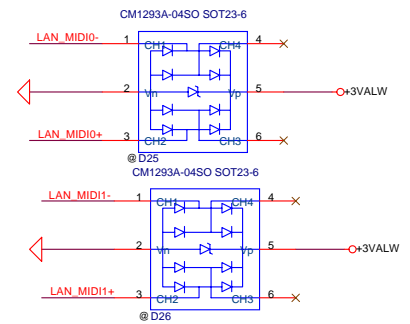 CM1293A-04SO SOT23-6
LAN_MIDI0- 1 CH1 CH4 4
2 Vn Vp 5 +3VALW
LAN_MIDI0+ 3 CH2 CH3 6
@ D25
CM1293A-04SO SOT23-6
LAN_MIDI1- 1 CH1 CH4 4
2 Vn Vp 5 +3VALW
LAN_MIDI1+ 3 CH2 CH3 6
@ D26